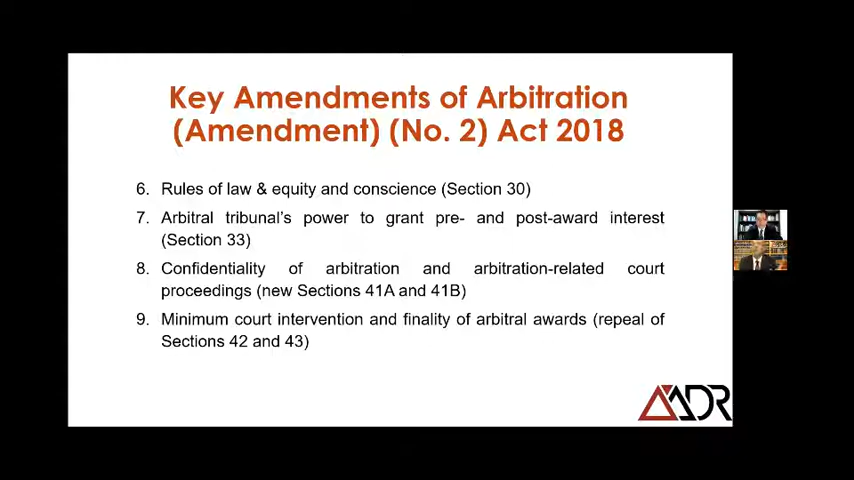 Key Amendments of Arbitration
(Amendment) (No. 2) Act 2018
6. Rules of law & equity and conscience (Section 30)
7. Arbitral tribunal's power to grant pre- and post-award interest
(Section 33)
8. Confidentiality of arbitration and arbitration-related court
proceedings (new Sections 41A and 41B)
9. Minimum court intervention and finality of arbitral awards (repeal of
Sections 42 and 43)
AADR